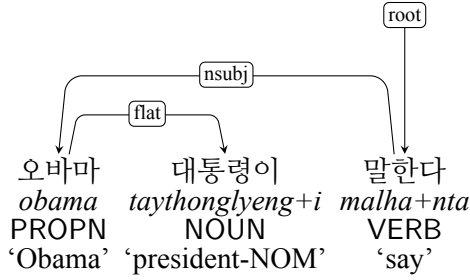 root
nsubj
flat
오바마 대통령이 말한다
obama taythonglyeng+i malha+nta
PROPN NOUN VERB
‘Obama’ ‘president-NOM’ ‘say’